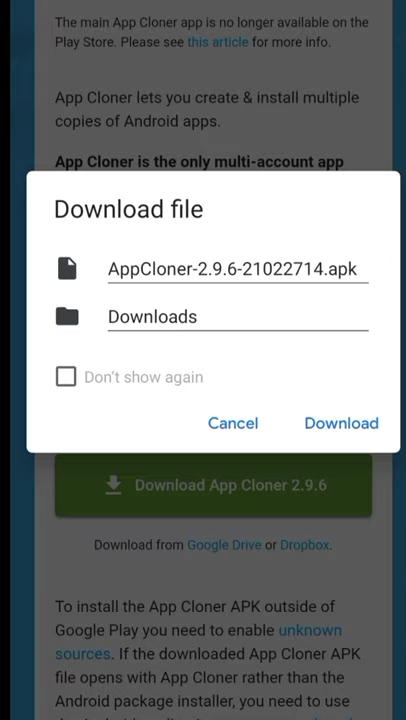 The main App Cloner app is no longer available on the
Play Store. Please see this article for more info.
App Cloner lets you create & install multiple
copies of Android apps.
App Cloner is the only multi-account app
Download file
AppCloner-2.9.6-21022714.apk
Downloads
Don't show again
Cancel Download
Download App Cloner 2.9.6
Download from Google Drive or Dropbox.
To install the App Cloner APK outside of
Google Play you need to enable unknown
sources. If the downloaded App Cloner APK
file opens with App Cloner rather than the
Android package installer, you need to use